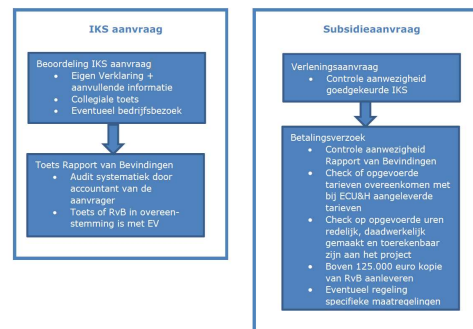 IKS aanvraag
Beoordeling IKS aanvraag
• Eigen Verklaring +
aanvullende informatie
• Collegiale toets
• Eventueel bedrijfsbezoek
Toets Rapport van Bevindingen
• Audit systematiek door
accountant van de
aanvrager
• Toets of RvB in overeen-
stemming is met EV
Subsidieaanvraag
Verleningsaanvraag
• Controle aanwezigheid
goedgekeurde IKS
Betalingsverzoek
• Controle aanwezigheid
Rapport van Bevindingen
• Check of opgevoerde
tarieven overeenkomen met
bij ECU&H aangeleverde
tarieven
• Check op opgevoerde uren
redelijk, daadwerkelijk
gemaakt en toerekenbaar
zijn aan het project
• Boven 125.000 euro kopie
van RvB aanleveren
• Eventueel regeling
specifieke maatregelingen